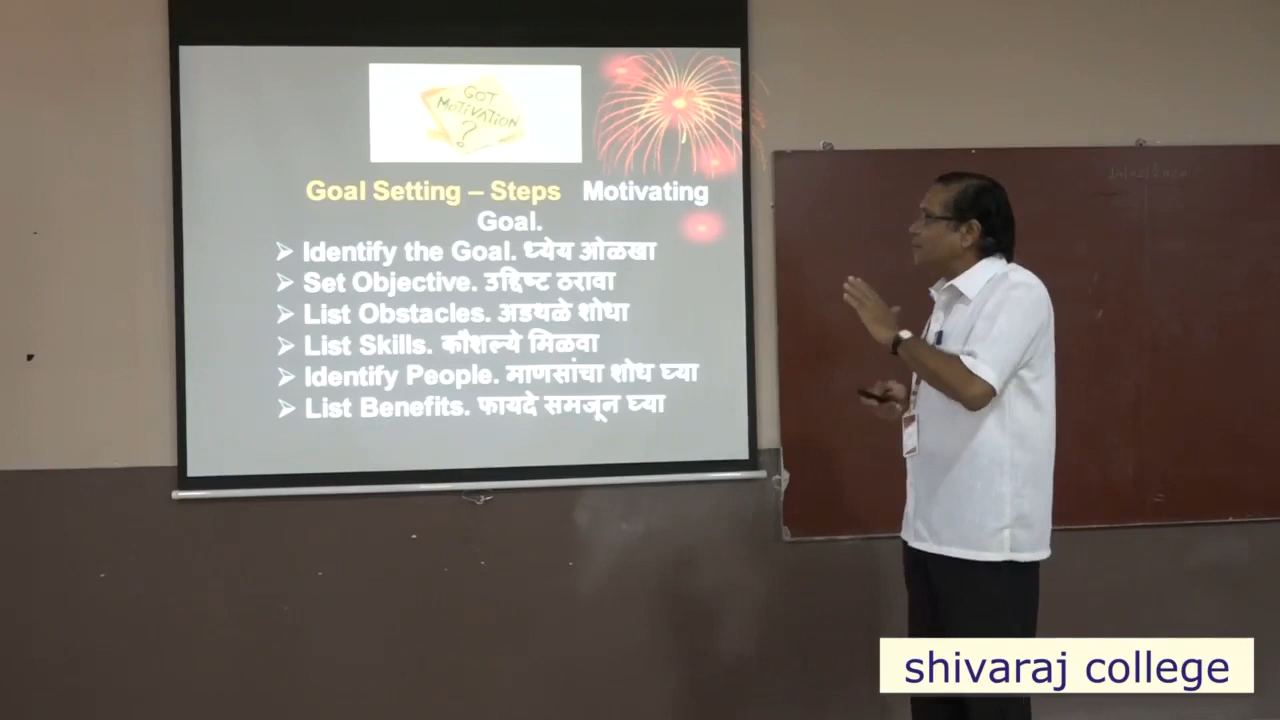 GOT
MOTIVATION
?
Goal Setting – Steps Motivating
Goal.
➢ Identify the Goal. ध्येय ओळखा
➢ Set Objective. उद्दिष्ट ठरावा
➢ List Obstacles. अडथळे शोधा
➢ List Skills. कौशल्ये मिळवा
➢ Identify People. माणसांचा शोध घ्या
➢ List Benefits. फायदे समजून घ्या
shivaraj college